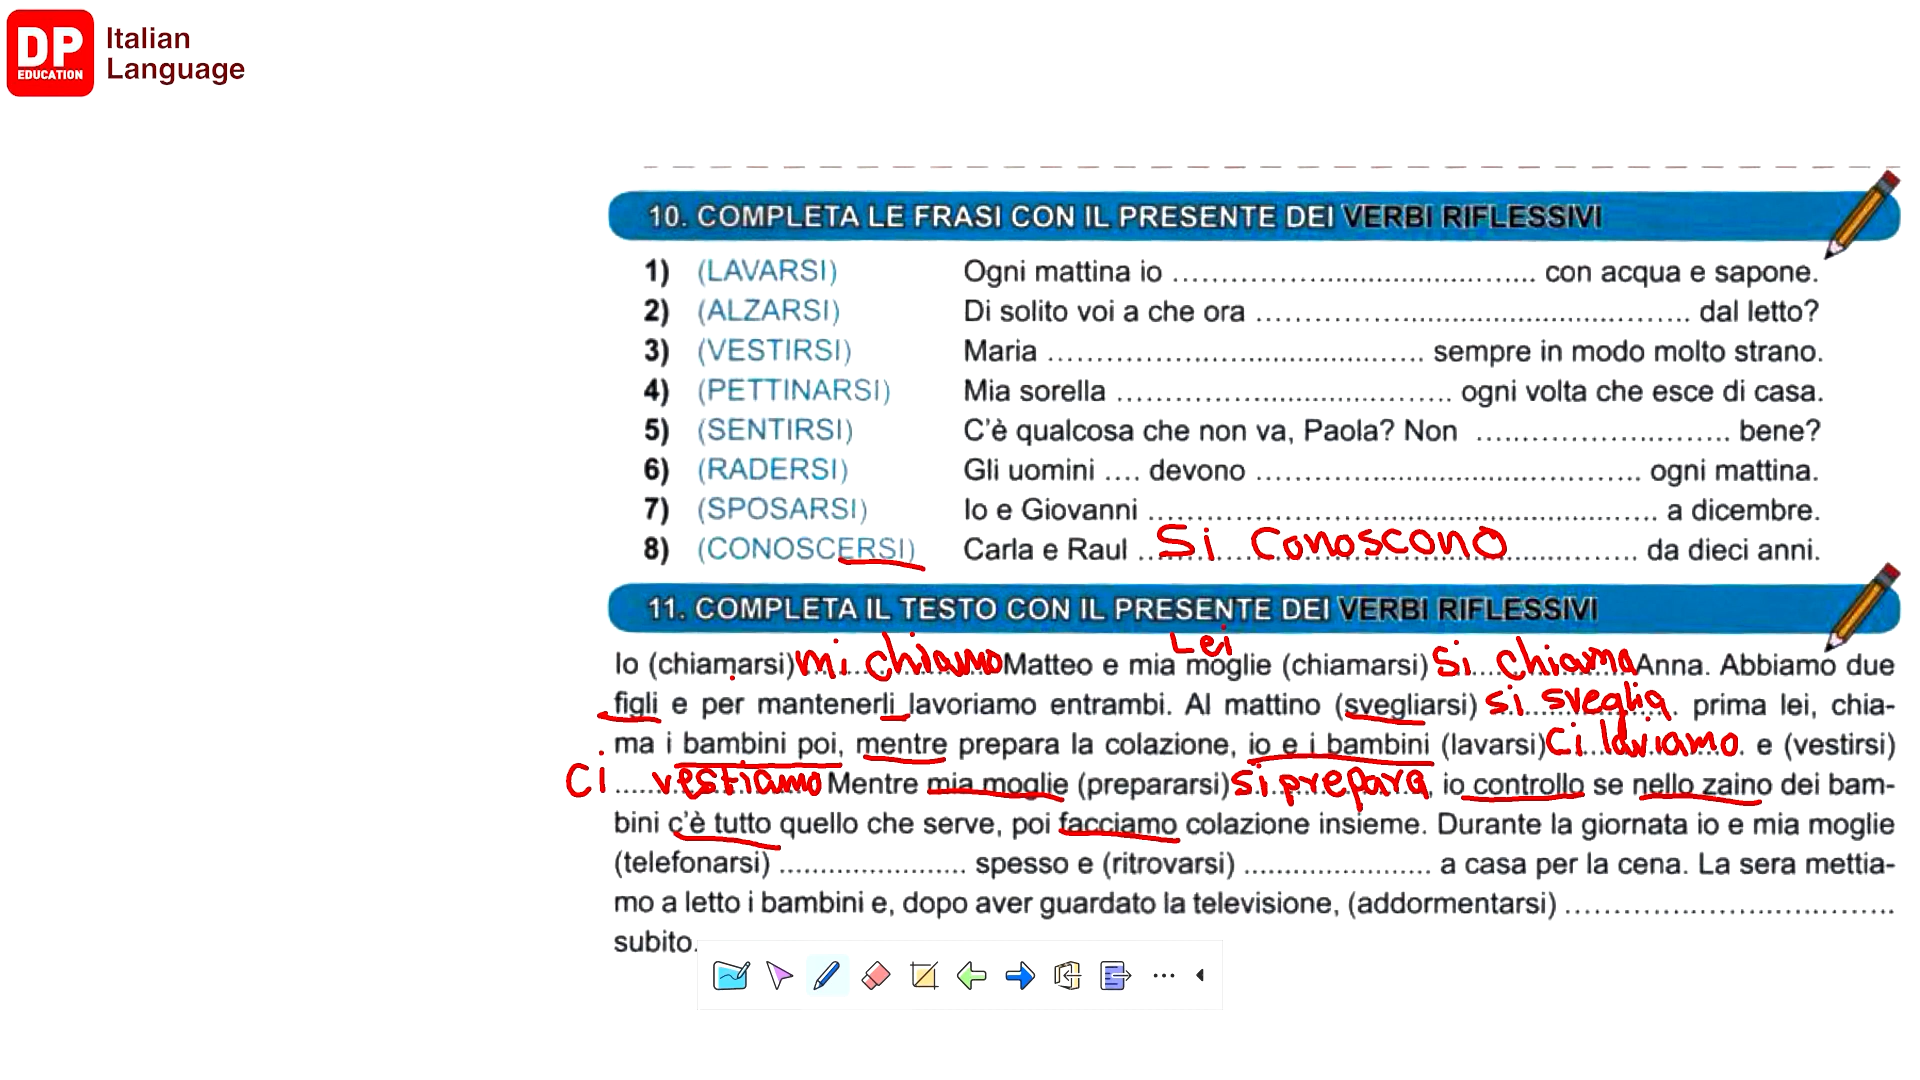 DP
EDUCATION
Italian
Language
10. COMPLETA LE FRASI CON IL PRESENTE DEI VERBI RIFLESSIVI
1) (LAVARSI) Ogni mattina io ........................................ con acqua e sapone.
2) (ALZARSI) Di solito voi a che ora ........................................ dal letto?
3) (VESTIRSI) Maria ........................................ sempre in modo molto strano.
4) (PETTINARSI) Mia sorella ........................................ ogni volta che esce di casa.
5) (SENTIRSI) C'è qualcosa che non va, Paola? Non .............................. bene?
6) (RADERSI) Gli uomini .... devono ........................................ ogni mattina.
7) (SPOSARSI) Io e Giovanni ........................................ a dicembre.
8) (CONOSCERSI) Carla e Raul Si Conoscono ............... da dieci anni.
11. COMPLETA IL TESTO CON IL PRESENTE DEI VERBI RIFLESSIVI
Lei
Io (chiamarsi) mi chiamo Matteo e mia moglie (chiamarsi) Si chiama Anna. Abbiamo due
figli e per mantenerli lavoriamo entrambi. Al mattino (svegliarsi) si sveglia prima lei, chia-
ma i bambini poi, mentre prepara la colazione, io e i bambini (lavarsi) Ci laviamo. e (vestirsi)
Ci vestiamo Mentre mia moglie (prepararsi) si prepara, io controllo se nello zaino dei bam-
bini c'è tutto quello che serve, poi facciamo colazione insieme. Durante la giornata io e mia moglie
(telefonarsi) ...................... spesso e (ritrovarsi) ...................... a casa per la cena. La sera mettia-
mo a letto i bambini e, dopo aver guardato la televisione, (addormentarsi) ........................................
subito.